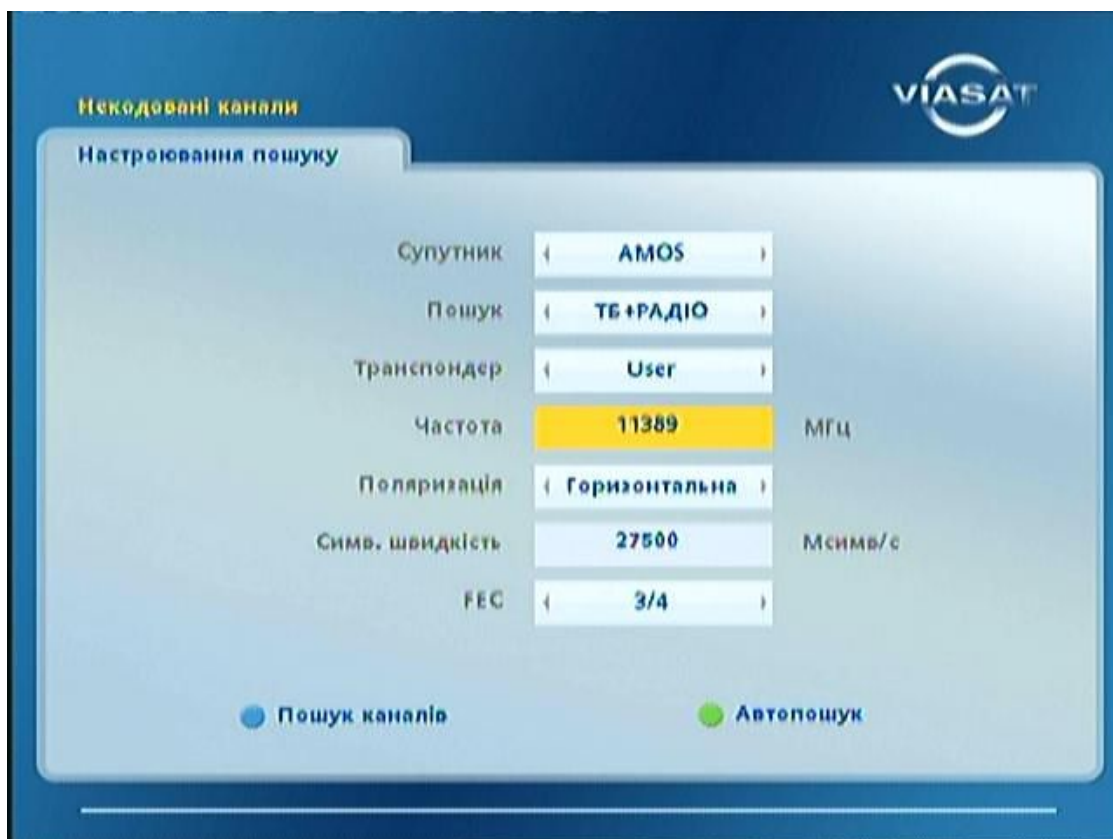 VIASAT
Некодовані канали
Настроювання пошуку
Супутник AMOS
Пошук ТБ+РАДІО
Транспондер User
Частота 11389 МГц
Поляризація Горизонтальна
Симв. швидкість 27500 Мсимв/с
FEC 3/4
Пошук каналів Автопошук